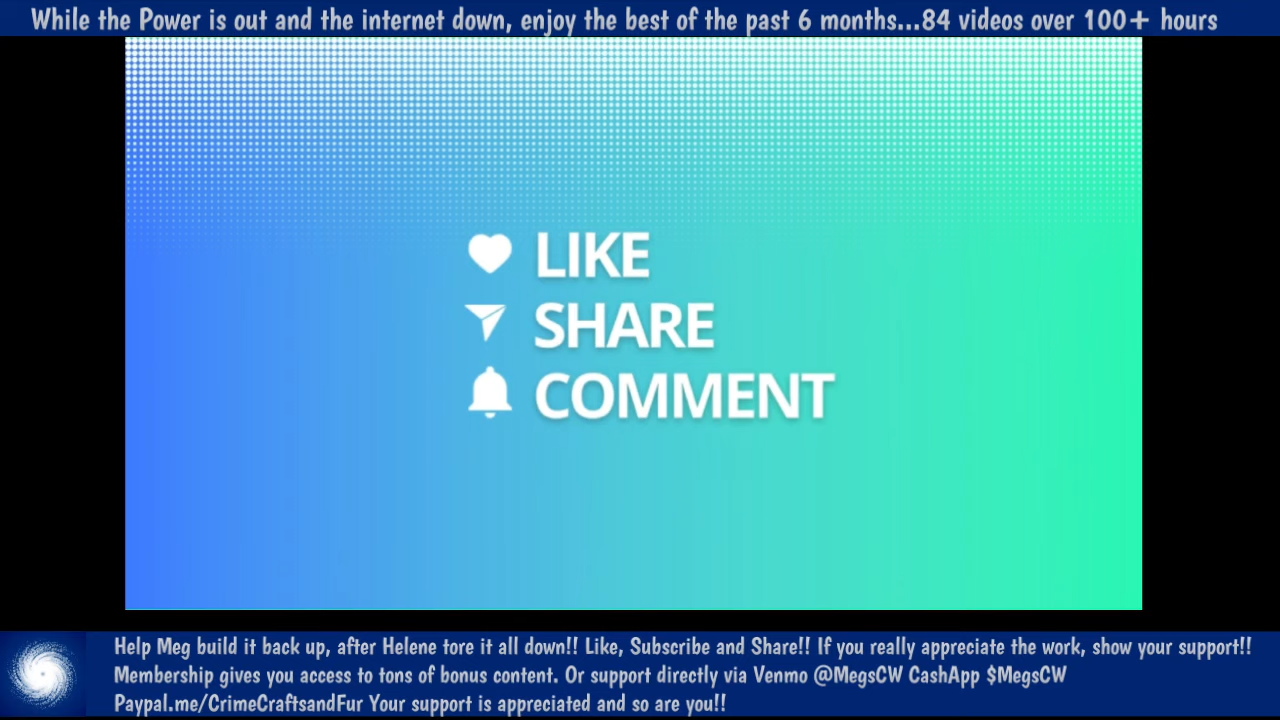 While the Power is out and the internet down, enjoy the best of the past 6 months...84 videos over 100+ hours
LIKE
SHARE
COMMENT
Help Meg build it back up, after Helene tore it all down!! Like, Subscribe and Share!! If you really appreciate the work, show your support!!
Membership gives you access to tons of bonus content. Or support directly via Venmo @MegsCW CashApp $MegsCW
Paypal.me/CrimeCraftsandFur Your support is appreciated and so are you!!